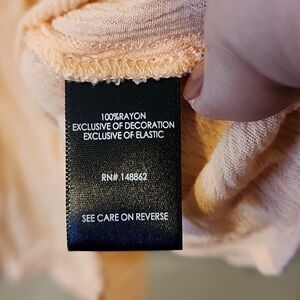 100%RAYON
EXCLUSIVE OF DECORATION
EXCLUSIVE OF ELASTIC
RN#.148862
SEE CARE ON REVERSE